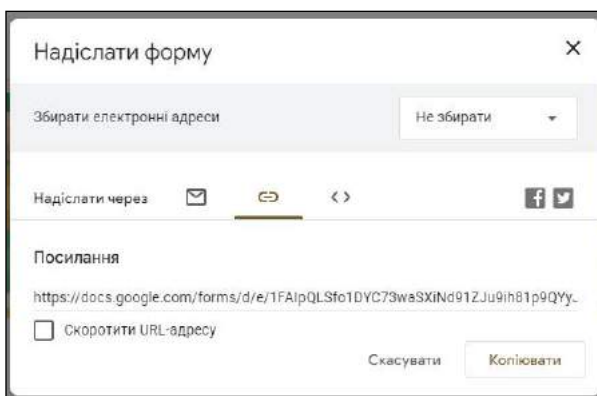 Надіслати форму
Збирати електронні адреси Не збирати
Надіслати через
Посилання
https://docs.google.com/forms/d/e/1FAIpQLSfo1DYC73waSXiNd91ZJu9ih81p9QYy
Скоротити URL-адресу
Скасувати Копіювати